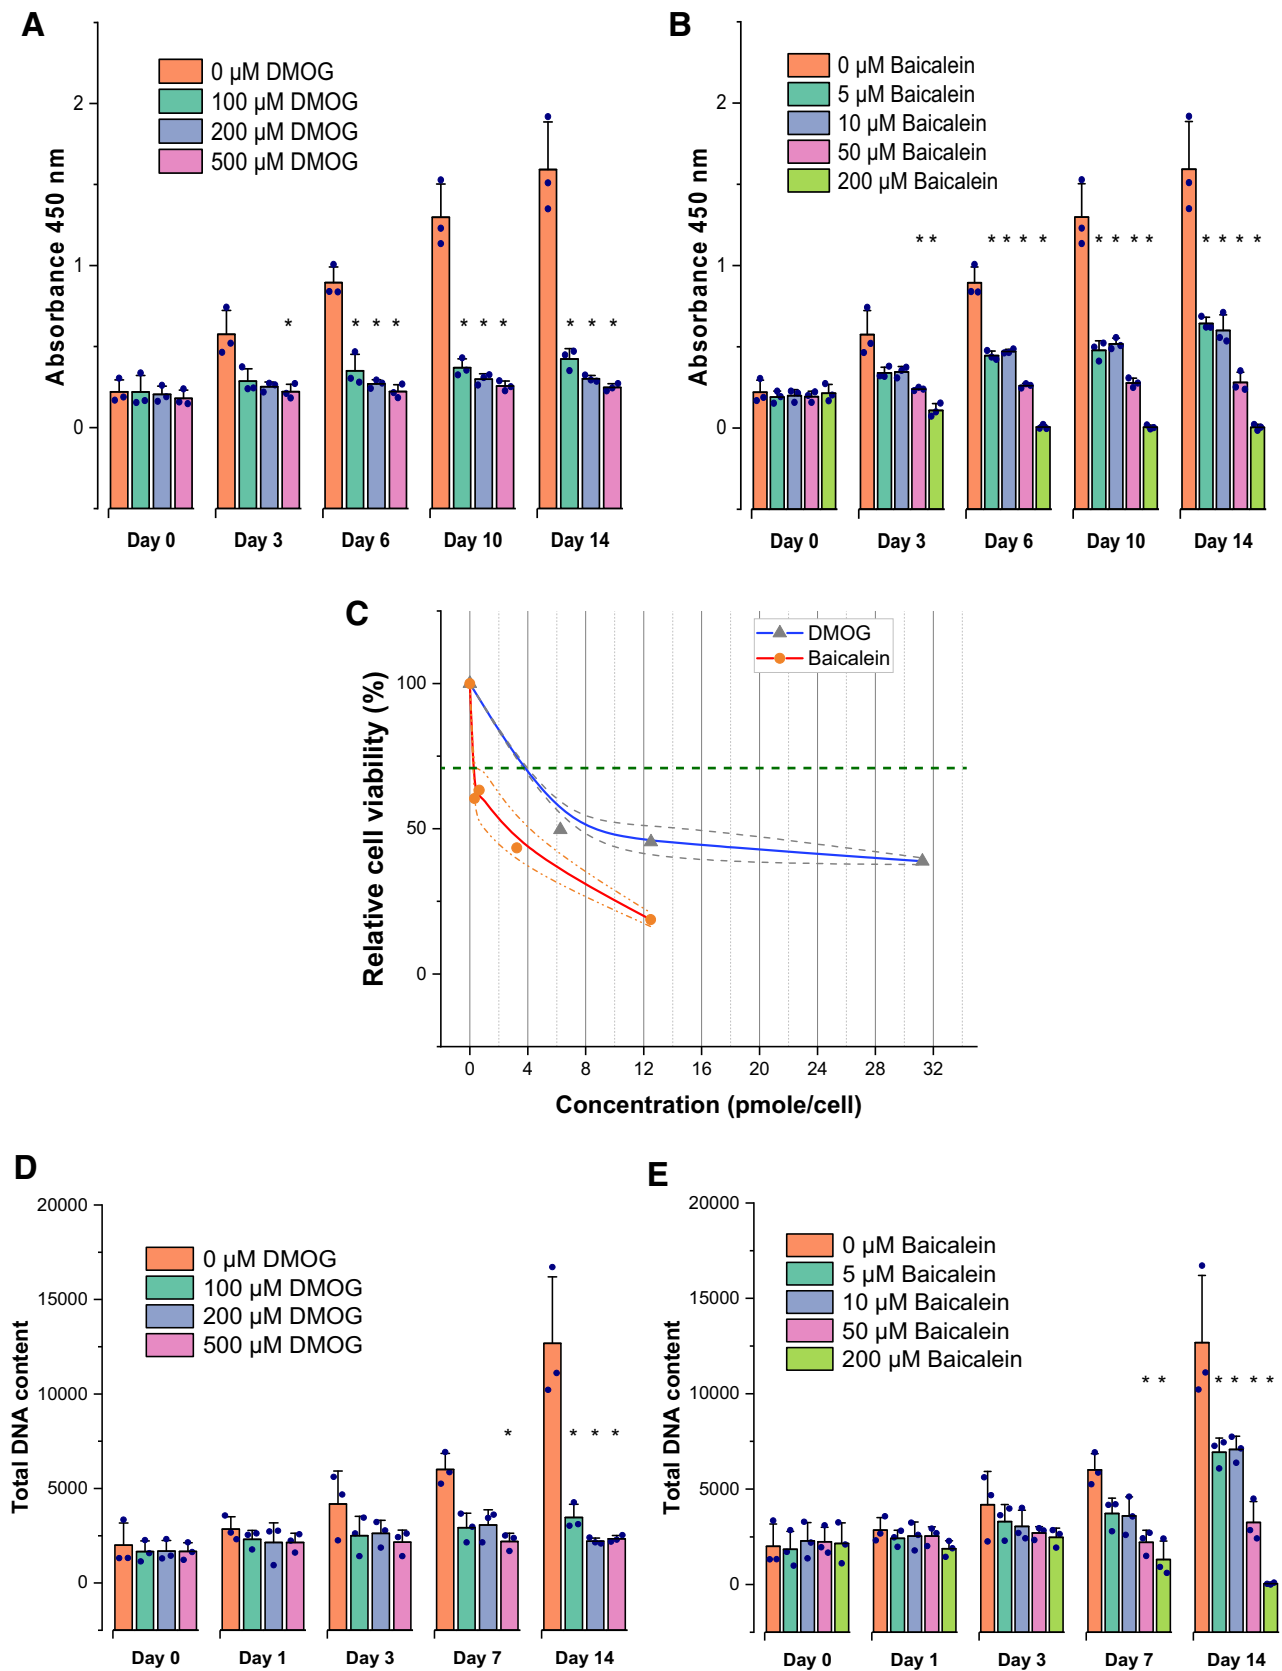 A
0 µM DMOG
100 µM DMOG
200 µM DMOG
500 µM DMOG
Absorbance 450 nm
2
1
0
*
* * *
* * *
* * *
Day 0 Day 3 Day 6 Day 10 Day 14
B
0 µM Baicalein
5 µM Baicalein
10 µM Baicalein
50 µM Baicalein
200 µM Baicalein
Absorbance 450 nm
2
1
0
* *
* * * *
* * * *
* * * *
Day 0 Day 3 Day 6 Day 10 Day 14
C
DMOG
Baicalein
Relative cell viability (%)
100
50
0
0 4 8 12 16 20 24 28 32
Concentration (pmole/cell)
D
0 µM DMOG
100 µM DMOG
200 µM DMOG
500 µM DMOG
Total DNA content
20000
15000
10000
5000
0
*
* * *
Day 0 Day 1 Day 3 Day 7 Day 14
E
0 µM Baicalein
5 µM Baicalein
10 µM Baicalein
50 µM Baicalein
200 µM Baicalein
Total DNA content
20000
15000
10000
5000
0
* *
* * * *
Day 0 Day 1 Day 3 Day 7 Day 14